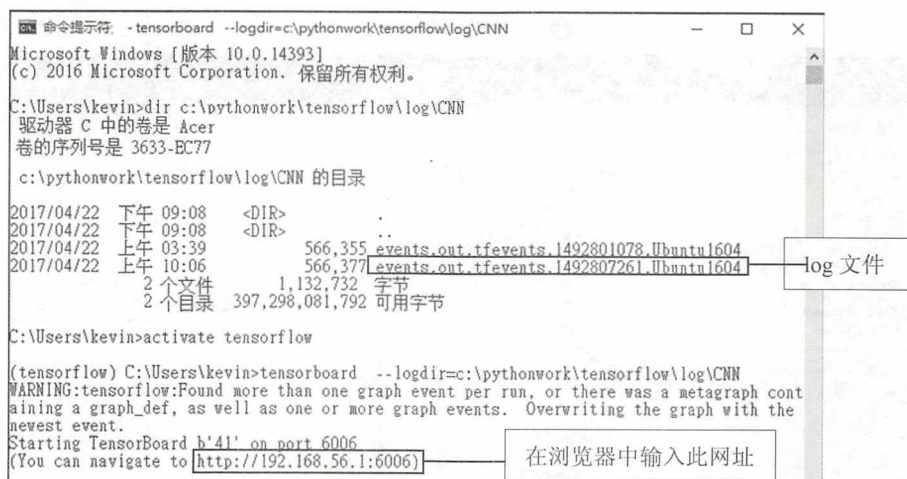 命令提示符 - tensorboard --logdir=c:\pythonwork\tensorflow\log\CNN
Microsoft Windows [版本 10.0.14393]
(c) 2016 Microsoft Corporation. 保留所有权利。
C:\Users\kevin>dir c:\pythonwork\tensorflow\log\CNN
驱动器 C 中的卷是 Acer
卷的序列号是 3633-EC77
c:\pythonwork\tensorflow\log\CNN 的目录
2017/04/22 下午 09:08 <DIR> .
2017/04/22 下午 09:08 <DIR> ..
2017/04/22 上午 03:39 566,355 events.out.tfevents.1492801078.Ubuntu1604
2017/04/22 上午 10:06 566,377 events.out.tfevents.1492807261.Ubuntu1604
log 文件
2 个文件 1,132,732 字节
2 个目录 397,298,081,792 可用字节
C:\Users\kevin>activate tensorflow
(tensorflow) C:\Users\kevin>tensorboard --logdir=c:\pythonwork\tensorflow\log\CNN
WARNING:tensorflow:Found more than one graph event per run, or there was a metagraph cont
aining a graph_def, as well as one or more graph events. Overwriting the graph with the
newest event.
Starting TensorBoard b'41' on port 6006
(You can navigate to http://192.168.56.1:6006)
在浏览器中输入此网址